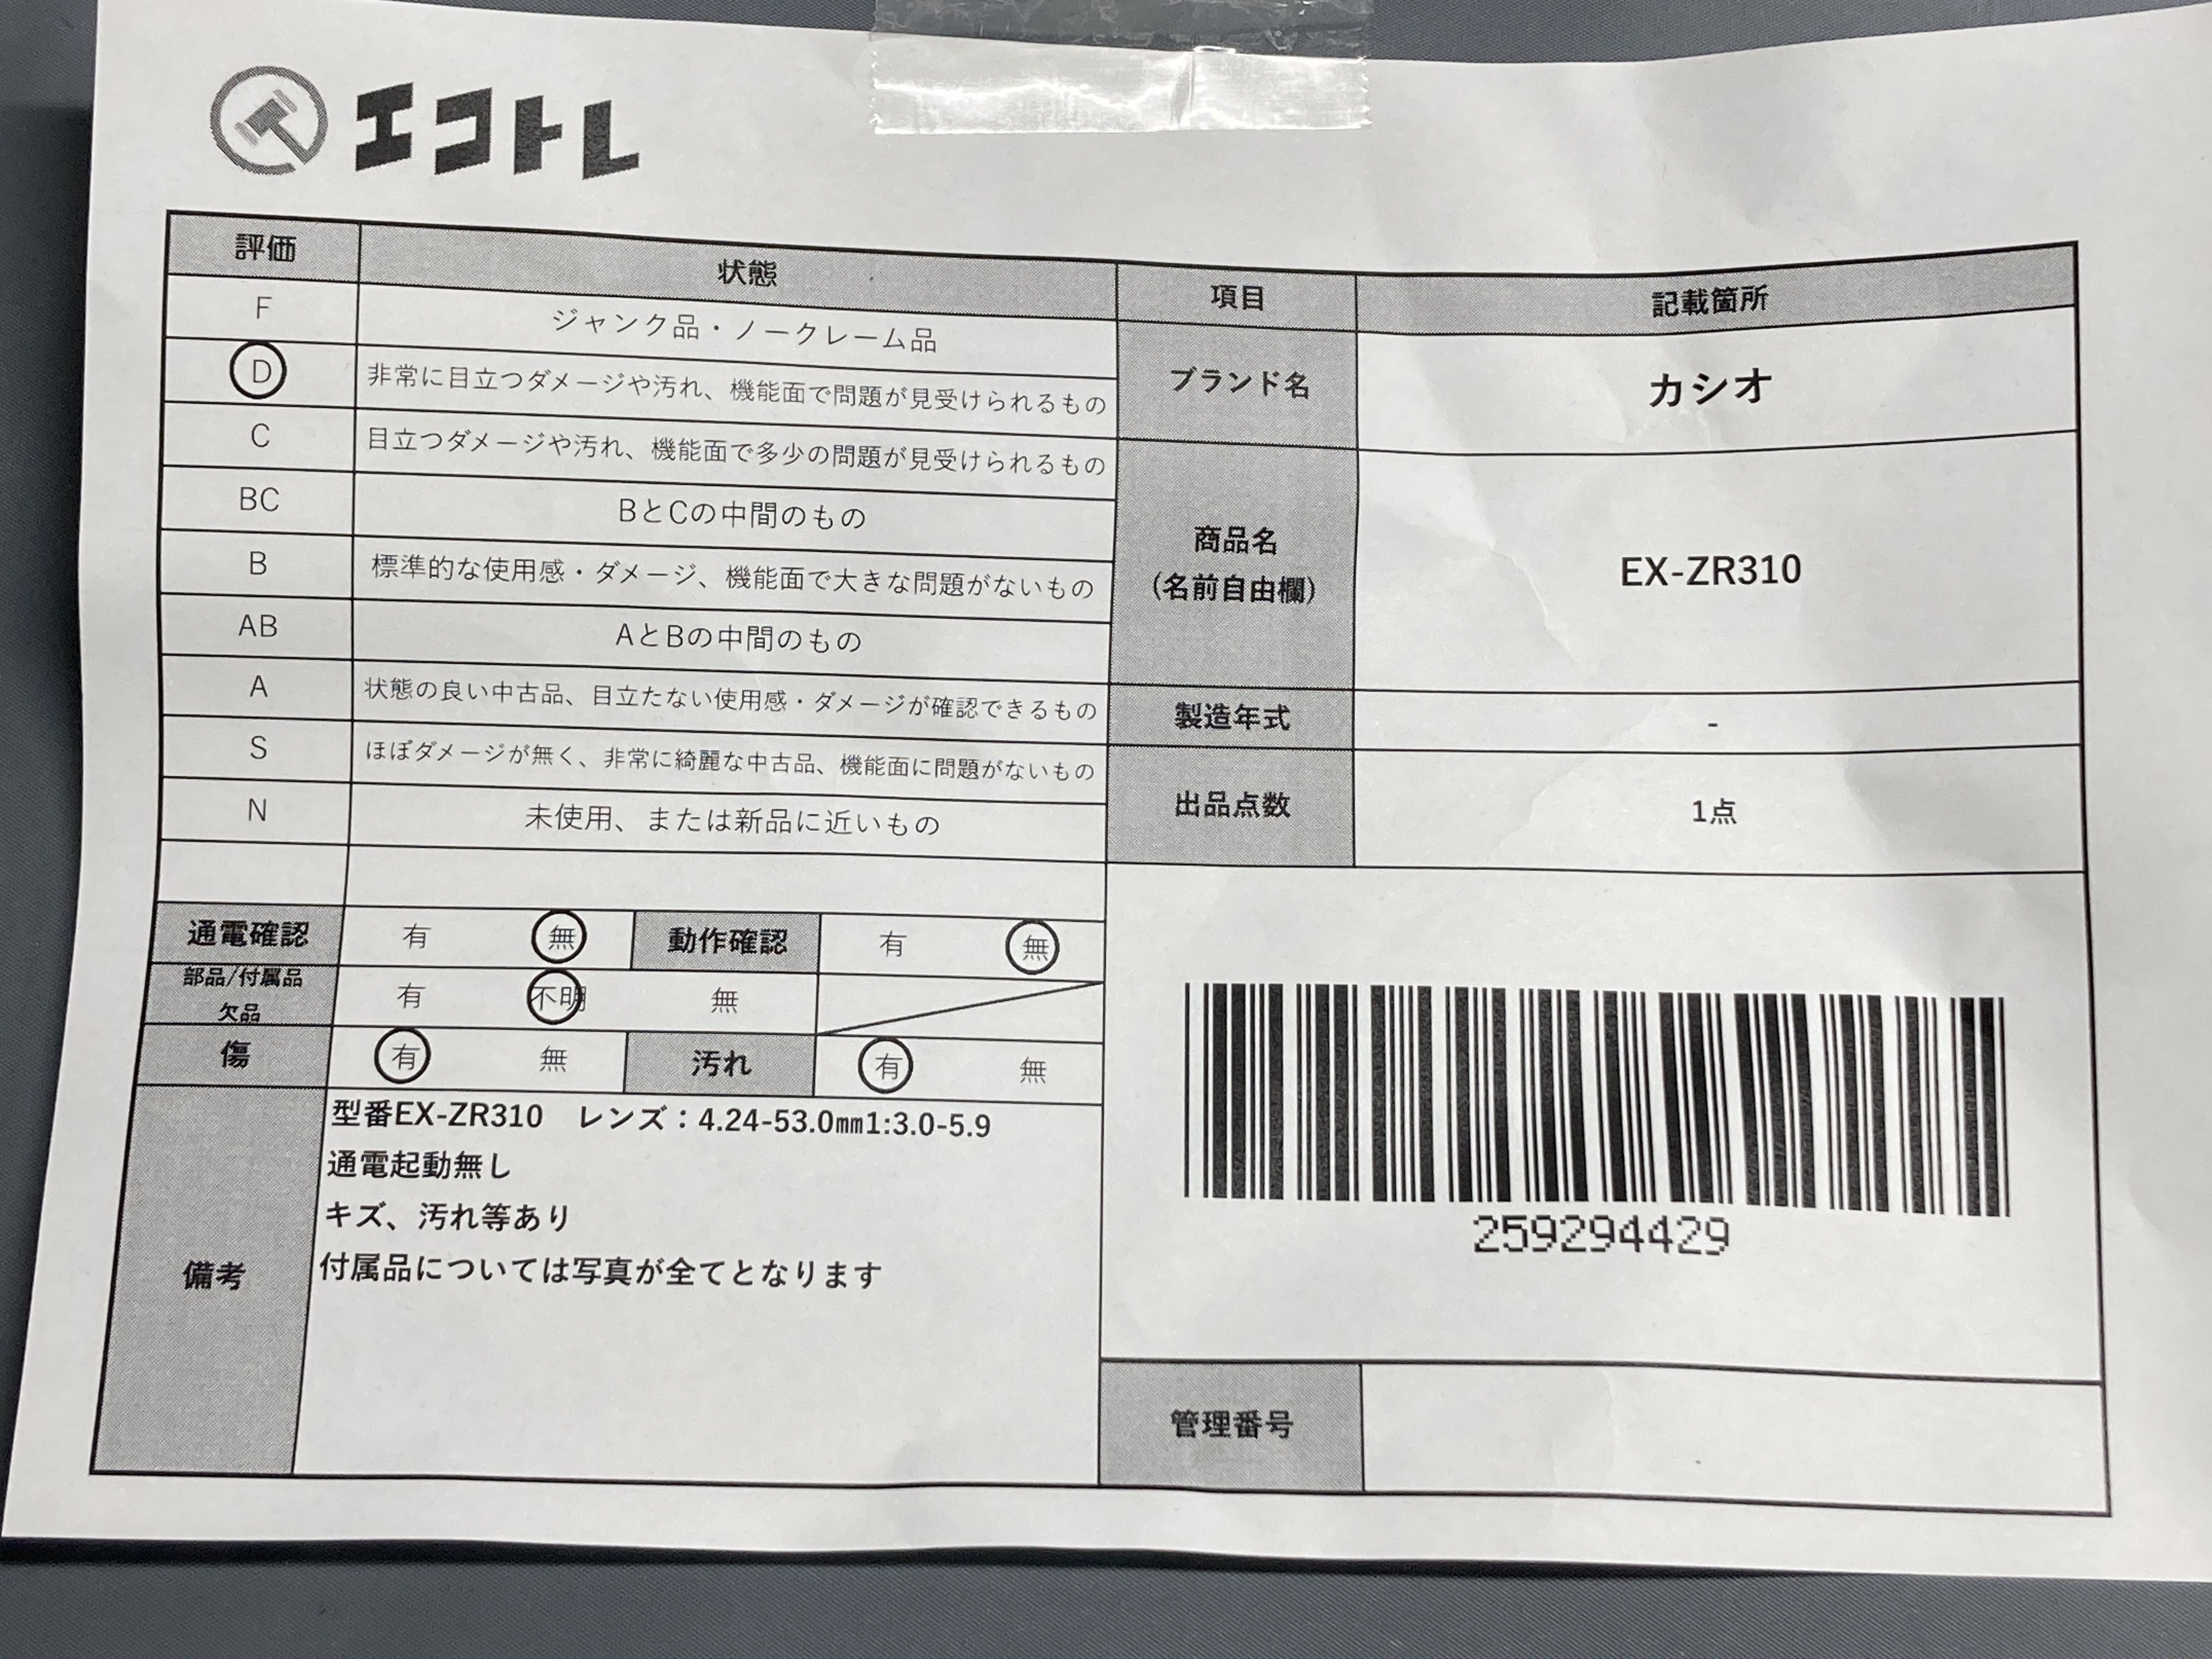 エコトレ
評価 状態
F ジャンク品・ノークレーム品
D 非常に目立つダメージや汚れ、機能面で問題が見受けられるもの
C 目立つダメージや汚れ、機能面で多少の問題が見受けられるもの
BC BとCの中間のもの
B 標準的な使用感・ダメージ、機能面で大きな問題がないもの
AB AとBの中間のもの
A 状態の良い中古品、目立たない使用感・ダメージが確認できるもの
S ほぼダメージが無く、非常に綺麗な中古品、機能面に問題がないもの
N 未使用、または新品に近いもの
通電確認 有 無 動作確認 有 無
部品/付属品
欠品 有 不明 無
傷 有 無 汚れ 有 無
備考
型番EX-ZR310 レンズ：4.24-53.0㎜1:3.0-5.9
通電起動無し
キズ、汚れ等あり
付属品については写真が全てとなります
項目 記載箇所
ブランド名 カシオ
商品名
(名前自由欄) EX-ZR310
製造年式 -
出品点数 1点
259294429
管理番号